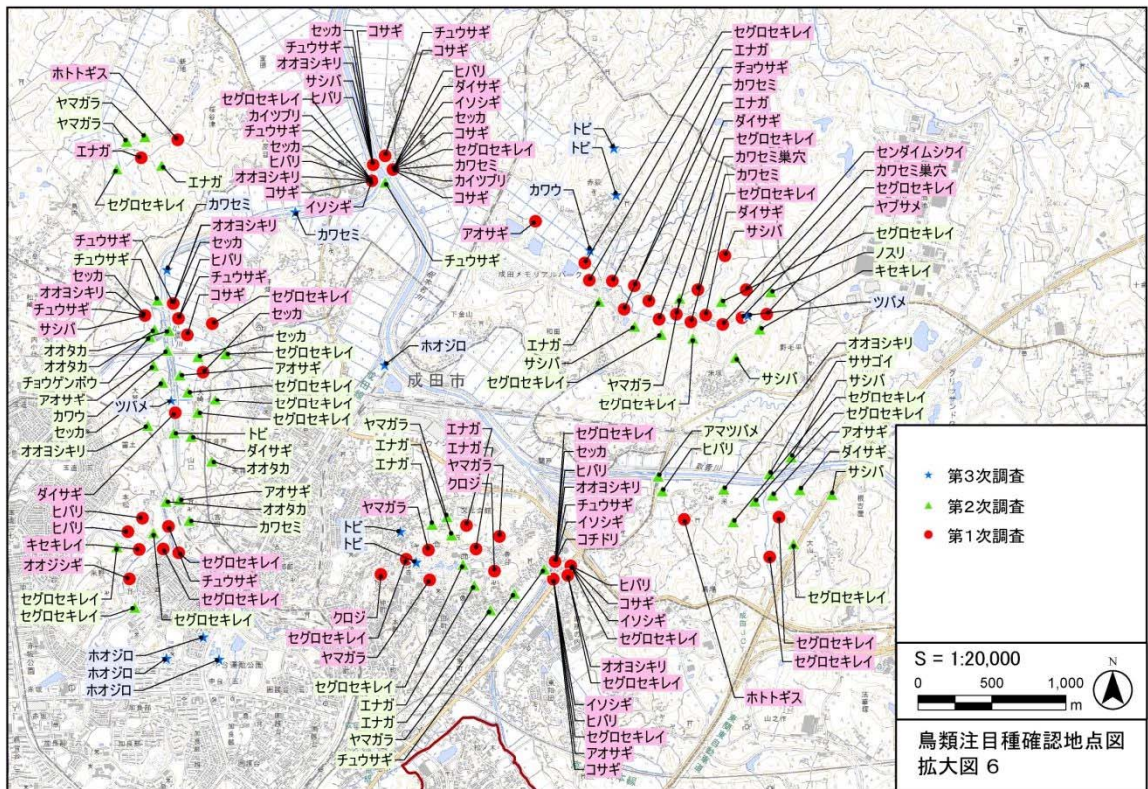 セッカ
コサギ
チュウサギ
オオヨシキリ
サシバ
ヒバリ
セグロセキレイ
カイツブリ
チュウサギ
セッカ
ヒバリ
オオヨシキリ
コサギ
イソシギ
チュウサギ
コサギ
ヒバリ
ダイサギ
イソシギ
セッカ
コサギ
セグロセキレイ
カワセミ
カイツブリ
コサギ
チュウサギ
ホトトギス
ヤマガラ
ヤマガラ
エナガ
エナガ
セグロセキレイ
カワセミ
カワセミ
トビ
トビ
カワウ
アオサギ
成田メモリアルパーク
セグロセキレイ
エナガ
チョウサギ
カワセミ
エナガ
ダイサギ
セグロセキレイ
カワセミ巣穴
カワセミ
セグロセキレイ
ダイサギ
サシバ
センダイムシクイ
カワセミ巣穴
セグロセキレイ
ヤブサメ
セグロセキレイ
ノスリ
キセキレイ
ツバメ
エナガ
サシバ
セグロセキレイ
ヤマガラ
セグロセキレイ
サシバ
オオヨシキリ
セッカ
ヒバリ
チュウサギ
コサギ
セグロセキレイ
セッカ
チュウサギ
チュウサギ
セッカ
オオヨシキリ
チュウサギ
サシバ
オオタカ
オオタカ
チョウゲンボウ
アオサギ
カワウ
セッカ
オオヨシキリ
ツバメ
セッカ
セグロセキレイ
アオサギ
セグロセキレイ
セグロセキレイ
セグロセキレイ
トビ
ダイサギ
オオタカ
アオサギ
オオタカ
カワセミ
ダイサギ
ヒバリ
ヒバリ
キセキレイ
オオジシギ
セグロセキレイ
セグロセキレイ
セグロセキレイ
チュウサギ
セグロセキレイ
セグロセキレイ
ホオジロ
ホオジロ
ホオジロ
ホオジロ
成田市
下金山
ヤマガラ
エナガ
エナガ
エナガ
エナガ
ヤマガラ
クロジ
ヤマガラ
トビ
トビ
クロジ
セグロセキレイ
ヤマガラ
セグロセキレイ
エナガ
エナガ
ヤマガラ
チュウサギ
セグロセキレイ
セッカ
ヒバリ
オオヨシキリ
チュウサギ
イソシギ
コチドリ
ヒバリ
コサギ
イソシギ
セグロセキレイ
オオヨシキリ
セグロセキレイ
イソシギ
ヒバリ
セグロセキレイ
アオサギ
コサギ
アマツバメ
ヒバリ
オオヨシキリ
ササゴイ
サシバ
セグロセキレイ
セグロセキレイ
アオサギ
ダイサギ
サシバ
セグロセキレイ
セグロセキレイ
セグロセキレイ
ホトトギス
第3次調査
第2次調査
第1次調査
S = 1:20,000
N
0 500 1,000
m
鳥類注目種確認地点図
拡大図 6